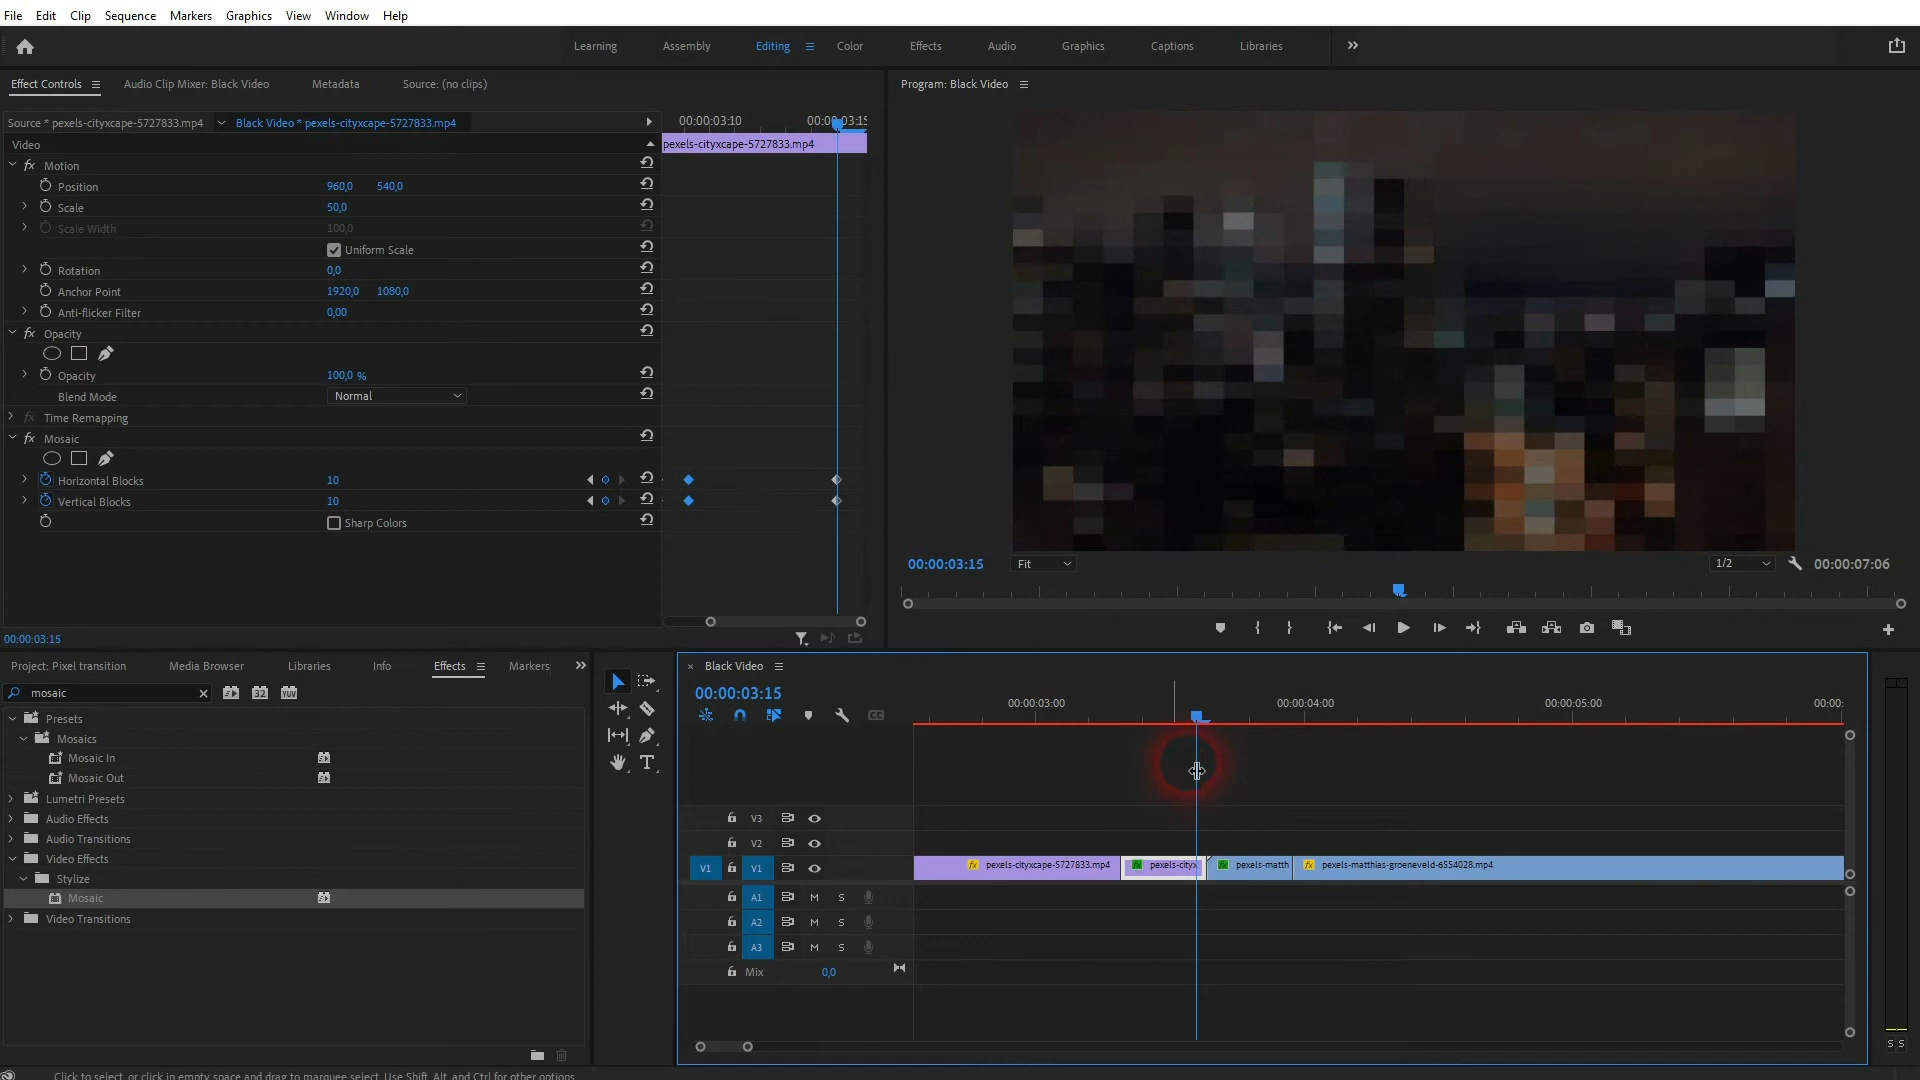 File Edit Clip Sequence Markers Graphics View Window Help
Learning Assembly Editing Color Effects Audio Graphics Captions Libraries
Effect Controls Audio Clip Mixer: Black Video Metadata Source: (no clips)
Program: Black Video
Source * pexels-cityxcape-5727833.mp4 Black Video * pexels-cityxcape-5727833.mp4
00:00:03:10 00:00:03:15
Video
pexels-cityxcape-5727833.mp4
fx Motion
Position 960,0 540,0
Scale 50,0
Scale Width 100,0
Uniform Scale
Rotation 0,0
Anchor Point 1920,0 1080,0
Anti-flicker Filter 0,00
fx Opacity
Opacity 100,0 %
Blend Mode Normal
fx Time Remapping
fx Mosaic
Horizontal Blocks 10
Vertical Blocks 10
Sharp Colors
00:00:03:15 Fit 1/2 00:00:07:06
00:00:03:15
Project: Pixel transition Media Browser Libraries Info Effects Markers
mosaic 32 YUV
Presets
Mosaics
Mosaic In
Mosaic Out
Lumetri Presets
Audio Effects
Audio Transitions
Video Effects
Stylize
Mosaic
Video Transitions
Black Video
00:00:03:15
00:00:03:00 00:00:04:00 00:00:05:00 00:00:
V3
V2
V1 V1 fx pexels-cityxcape-5727833.mp4 fx pexels-cityx fx pexels-matth fx pexels-matthias-groeneveld-6554028.mp4
A1 M S
A2 M S
A3 M S
Mix 0,0
S S
Click to select, or click in empty space and drag to marquee select. Use Shift, Alt, and Ctrl for other options.